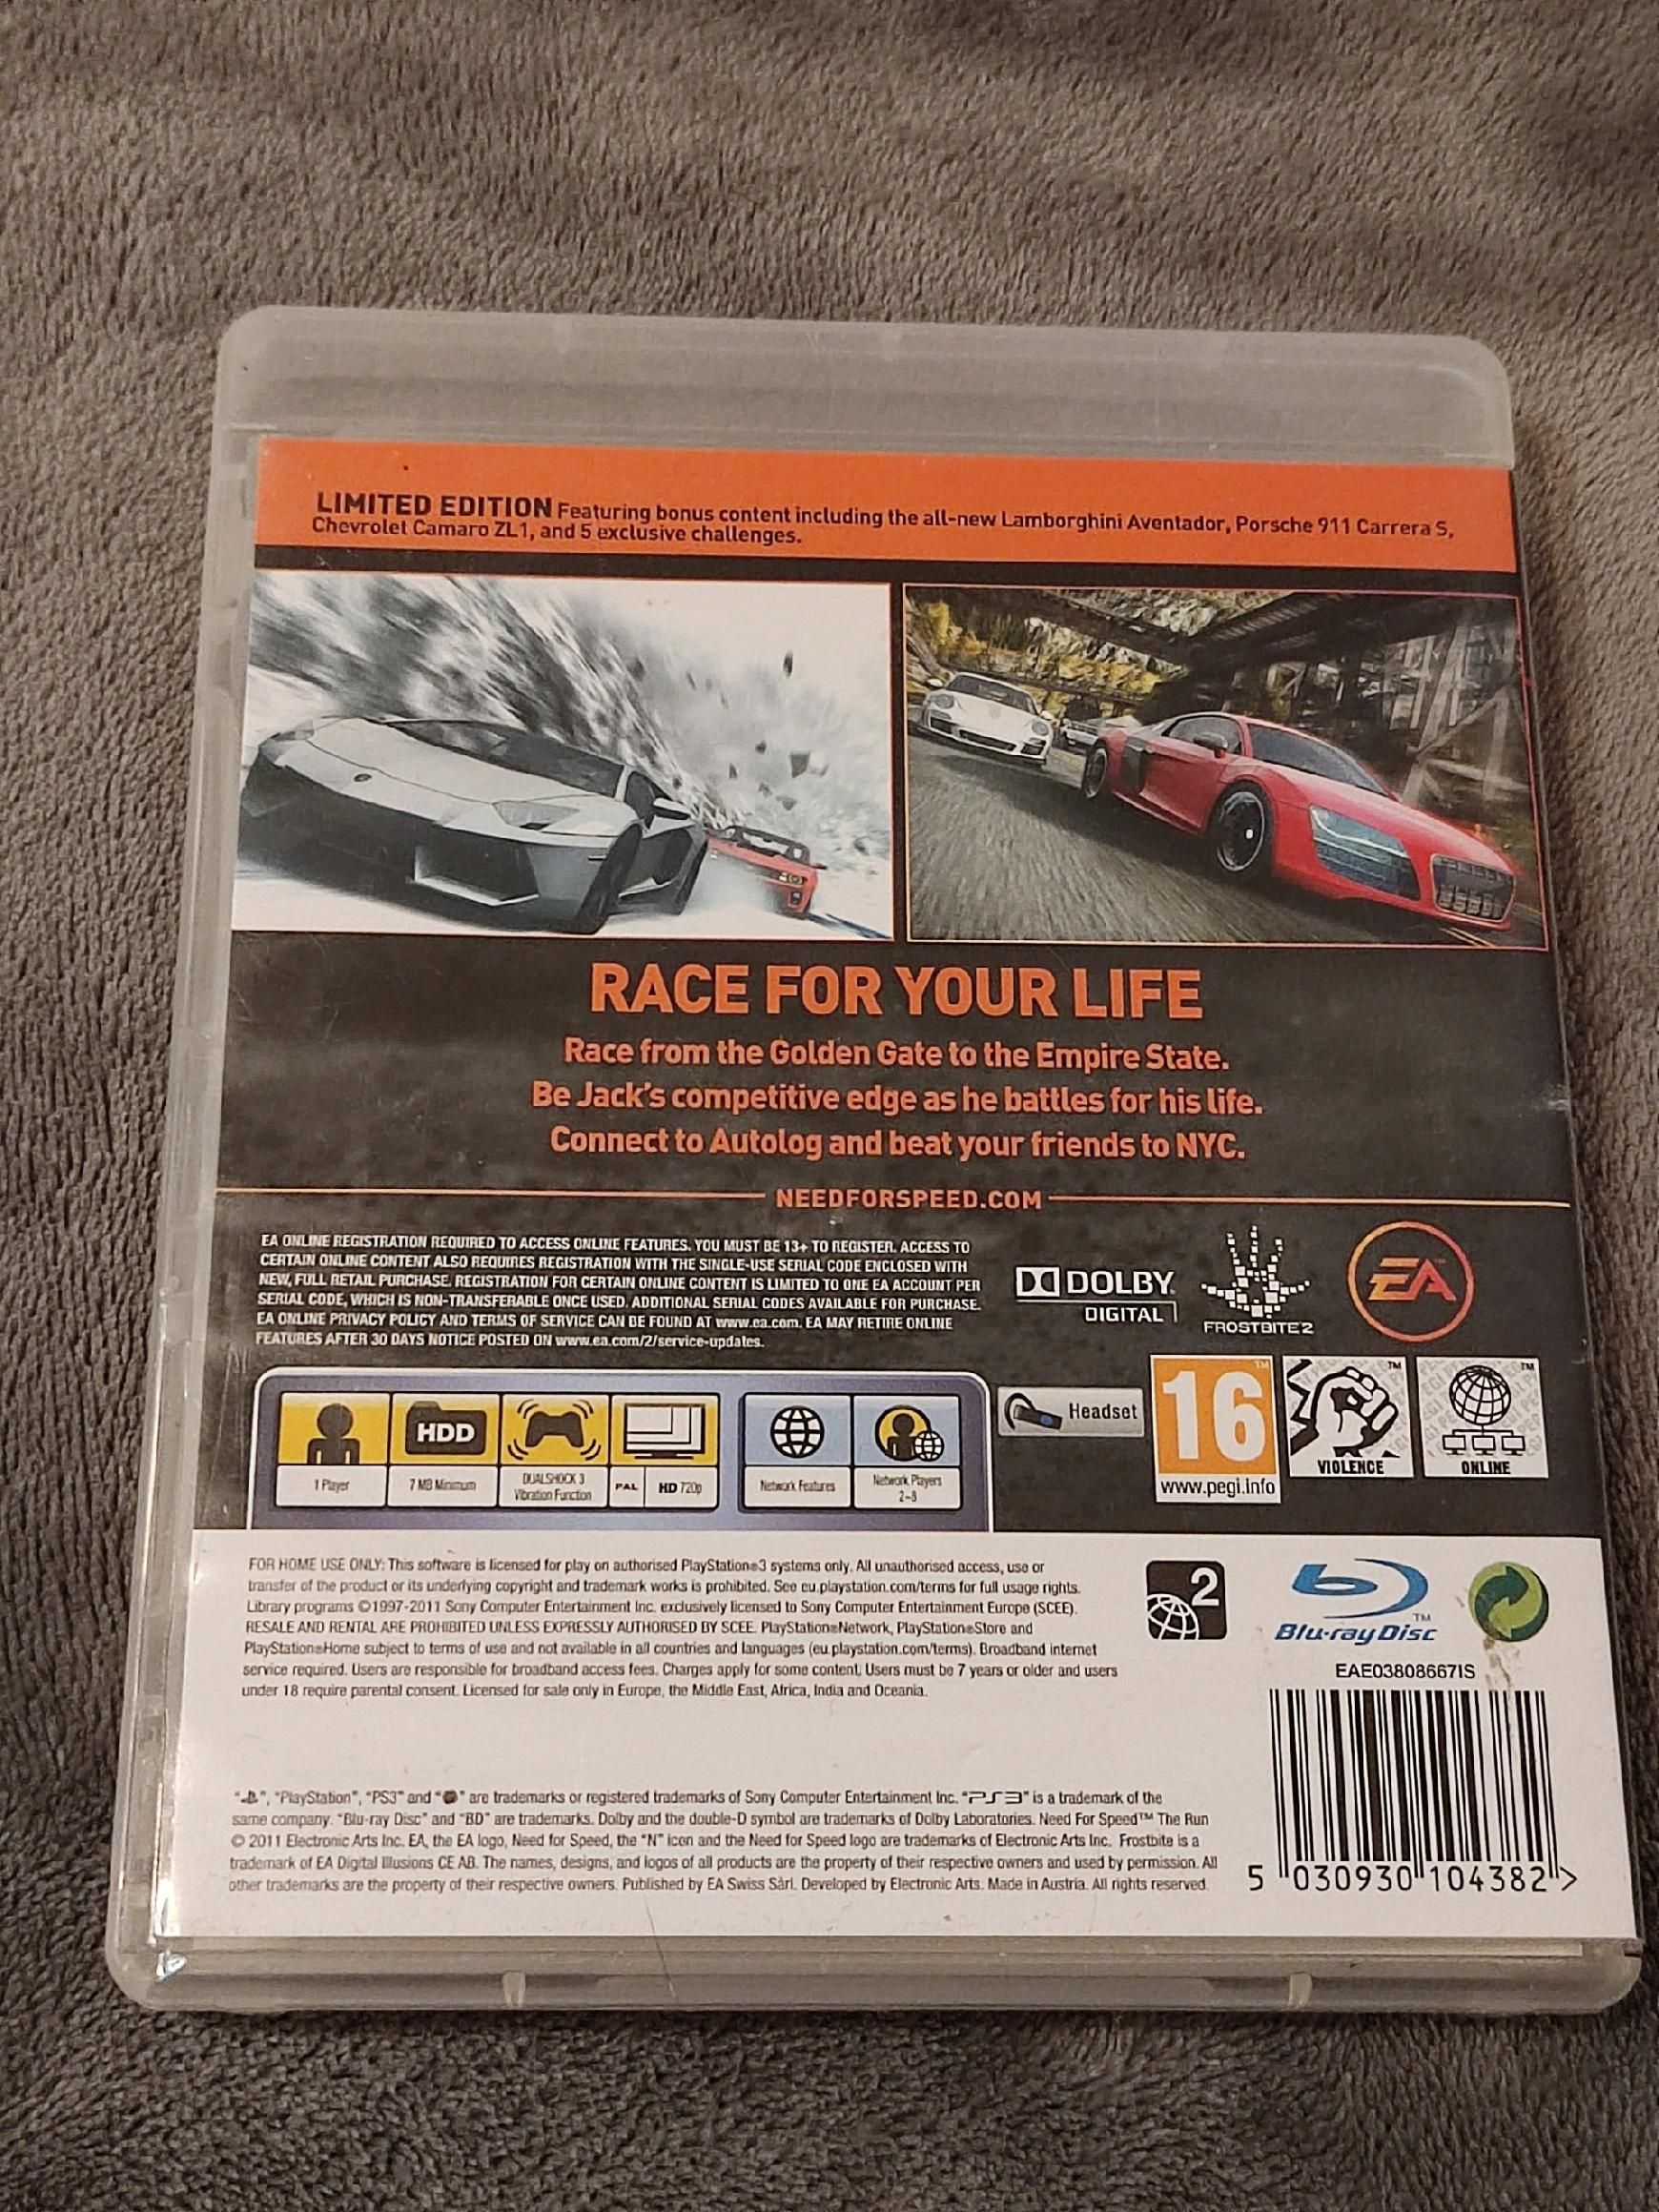 LIMITED EDITION Featuring bonus content including the all-new Lamborghini Aventador, Porsche 911 Carrera S,
Chevrolet Camaro ZL1, and 5 exclusive challenges.
RACE FOR YOUR LIFE
Race from the Golden Gate to the Empire State.
Be Jack's competitive edge as he battles for his life.
Connect to Autolog and beat your friends to NYC.
NEEDFORSPEED.COM
EA ONLINE REGISTRATION REQUIRED TO ACCESS ONLINE FEATURES. YOU MUST BE 13+ TO REGISTER. ACCESS TO
CERTAIN ONLINE CONTENT ALSO REQUIRES REGISTRATION WITH THE SINGLE-USE SERIAL CODE ENCLOSED WITH
NEW, FULL RETAIL PURCHASE. REGISTRATION FOR CERTAIN ONLINE CONTENT IS LIMITED TO ONE EA ACCOUNT PER
SERIAL CODE, WHICH IS NON-TRANSFERABLE ONCE USED. ADDITIONAL SERIAL CODES AVAILABLE FOR PURCHASE.
EA ONLINE PRIVACY POLICY AND TERMS OF SERVICE CAN BE FOUND AT www.ea.com. EA MAY RETIRE ONLINE
FEATURES AFTER 30 DAYS NOTICE POSTED ON www.ea.com/2/service-updates.
DOLBY
DIGITAL
FROSTBITE 2
EA
HDD
1 Player
7 MB Minimum
DUALSHOCK 3
Vibration Function
PAL
HD 720p
Network Features
Network Players
2-8
Headset
16
www.pegi.info
VIOLENCE
ONLINE
FOR HOME USE ONLY: This software is licensed for play on authorised PlayStation®3 systems only. All unauthorised access, use or
transfer of the product or its underlying copyright and trademark works is prohibited. See eu.playstation.com/terms for full usage rights.
Library programs ©1997-2011 Sony Computer Entertainment Inc. exclusively licensed to Sony Computer Entertainment Europe (SCEE).
RESALE AND RENTAL ARE PROHIBITED UNLESS EXPRESSLY AUTHORISED BY SCEE. PlayStation®Network, PlayStation®Store and
PlayStation®Home subject to terms of use and not available in all countries and languages (eu.playstation.com/terms). Broadband internet
service required. Users are responsible for broadband access fees. Charges apply for some content. Users must be 7 years or older and users
under 18 require parental consent. Licensed for sale only in Europe, the Middle East, Africa, India and Oceania.
2
Blu-ray Disc™
EAE03808667IS
" ", "PlayStation", "PS3" and " " are trademarks or registered trademarks of Sony Computer Entertainment Inc. "PS3" is a trademark of the
same company. "Blu-ray Disc" and "BD" are trademarks. Dolby and the double-D symbol are trademarks of Dolby Laboratories. Need For Speed™ The Run
© 2011 Electronic Arts Inc. EA, the EA logo, Need for Speed, the "N" icon and the Need for Speed logo are trademarks of Electronic Arts Inc. Frostbite is a
trademark of EA Digital Illusions CE AB. The names, designs, and logos of all products are the property of their respective owners and used by permission. All
other trademarks are the property of their respective owners. Published by EA Swiss Sàrl. Developed by Electronic Arts. Made in Austria. All rights reserved.
5 030930 104382 >